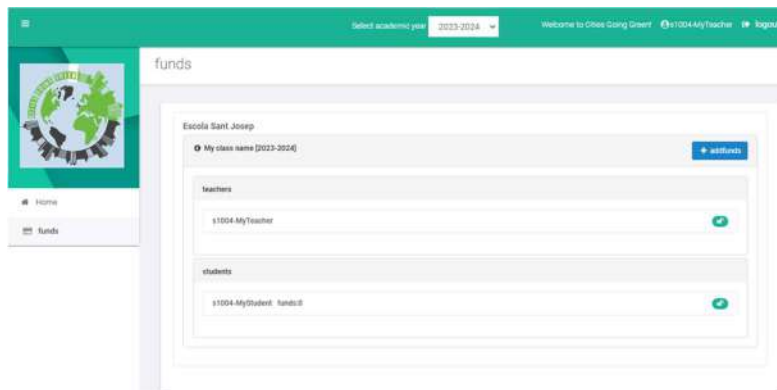 Select academic year 2023-2024 Welcome to Cities Going Green! s1004-MyTeacher logout
funds
Escola Sant Josep
My class name [2023-2024] + addfunds
teachers
Home
s1004-MyTeacher
funds
students
s1004-MyStudent funds:0